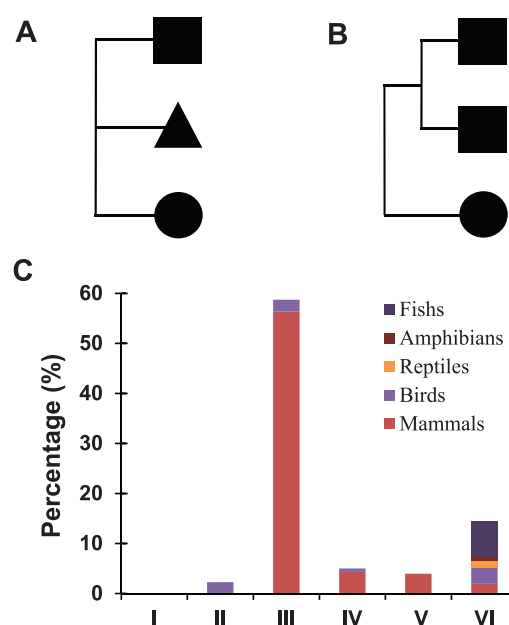 A
B
C
60
50
40
30
20
10
0
Percentage (%)
Fishs
Amphibians
Reptiles
Birds
Mammals
I II III IV V VI